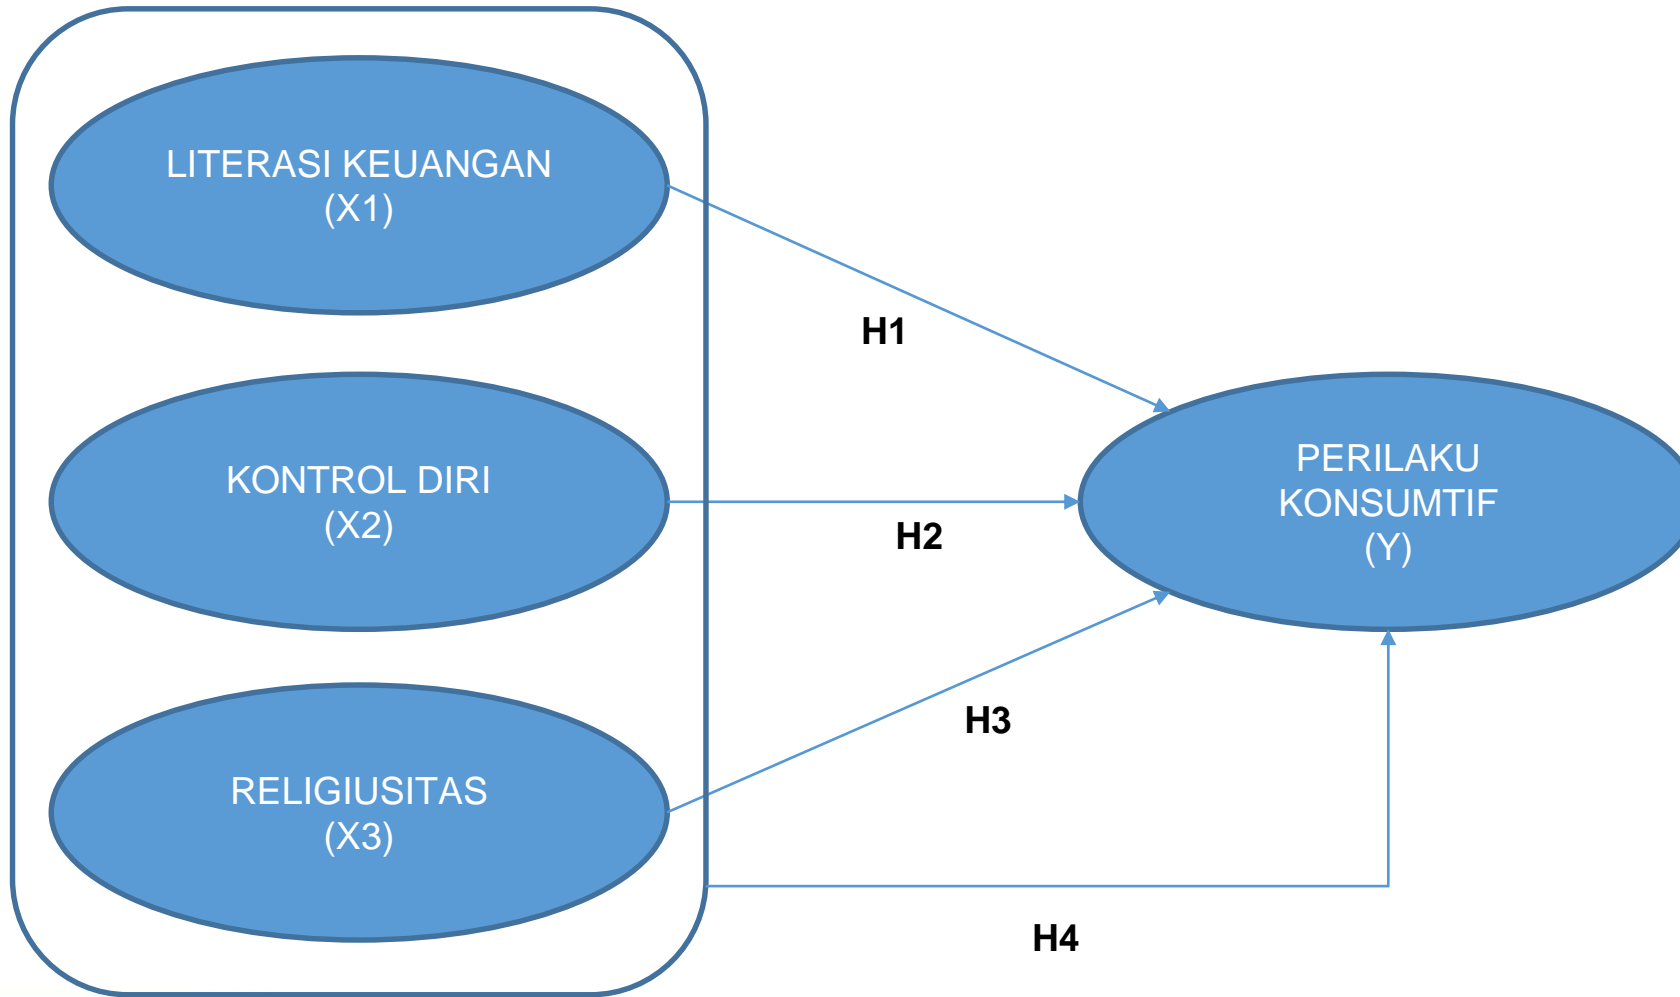 LITERASI KEUANGAN
(X1)
H1
KONTROL DIRI
(X2)
H2
PERILAKU
KONSUMTIF
(Y)
RELIGIUSITAS
(X3)
H3
H4